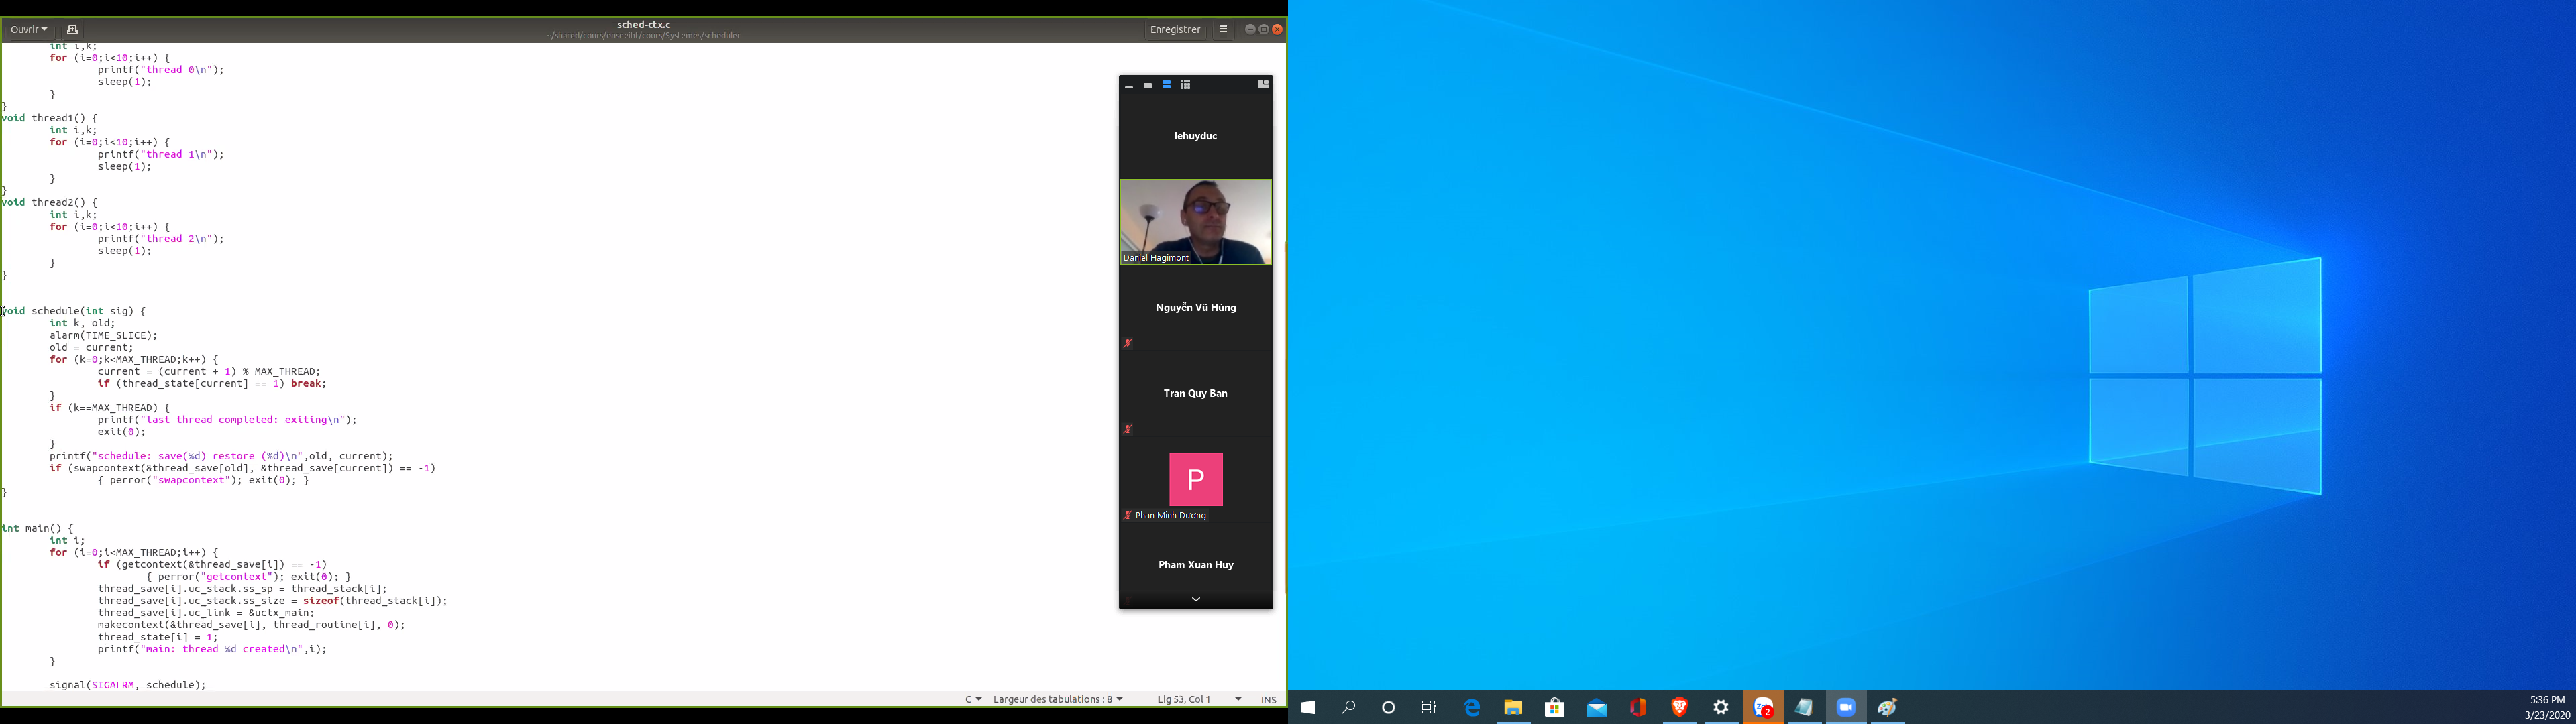 Ouvrir
sched-ctx.c
~/shared/cours/enseeiht/cours/Systemes/scheduler
Enregistrer
int i,k;
for (i=0;i<10;i++) {
printf("thread 0\n");
sleep(1);
}
}
void thread1() {
int i,k;
for (i=0;i<10;i++) {
printf("thread 1\n");
sleep(1);
}
}
void thread2() {
int i,k;
for (i=0;i<10;i++) {
printf("thread 2\n");
sleep(1);
}
}
void schedule(int sig) {
int k, old;
alarm(TIME_SLICE);
old = current;
for (k=0;k<MAX_THREAD;k++) {
current = (current + 1) % MAX_THREAD;
if (thread_state[current] == 1) break;
}
if (k==MAX_THREAD) {
printf("last thread completed: exiting\n");
exit(0);
}
printf("schedule: save(%d) restore (%d)\n",old, current);
if (swapcontext(&thread_save[old], &thread_save[current]) == -1)
{ perror("swapcontext"); exit(0); }
}
int main() {
int i;
for (i=0;i<MAX_THREAD;i++) {
if (getcontext(&thread_save[i]) == -1)
{ perror("getcontext"); exit(0); }
thread_save[i].uc_stack.ss_sp = thread_stack[i];
thread_save[i].uc_stack.ss_size = sizeof(thread_stack[i]);
thread_save[i].uc_link = &uctx_main;
makecontext(&thread_save[i], thread_routine[i], 0);
thread_state[i] = 1;
printf("main: thread %d created\n",i);
}
signal(SIGALRM, schedule);
C
Largeur des tabulations : 8
Lig 53, Col 1
INS
lehuyduc
Daniel Hagimont
Nguyễn Vũ Hùng
Tran Quy Ban
P
Phan Minh Dương
Pham Xuan Huy
2
5:36 PM
3/23/2020